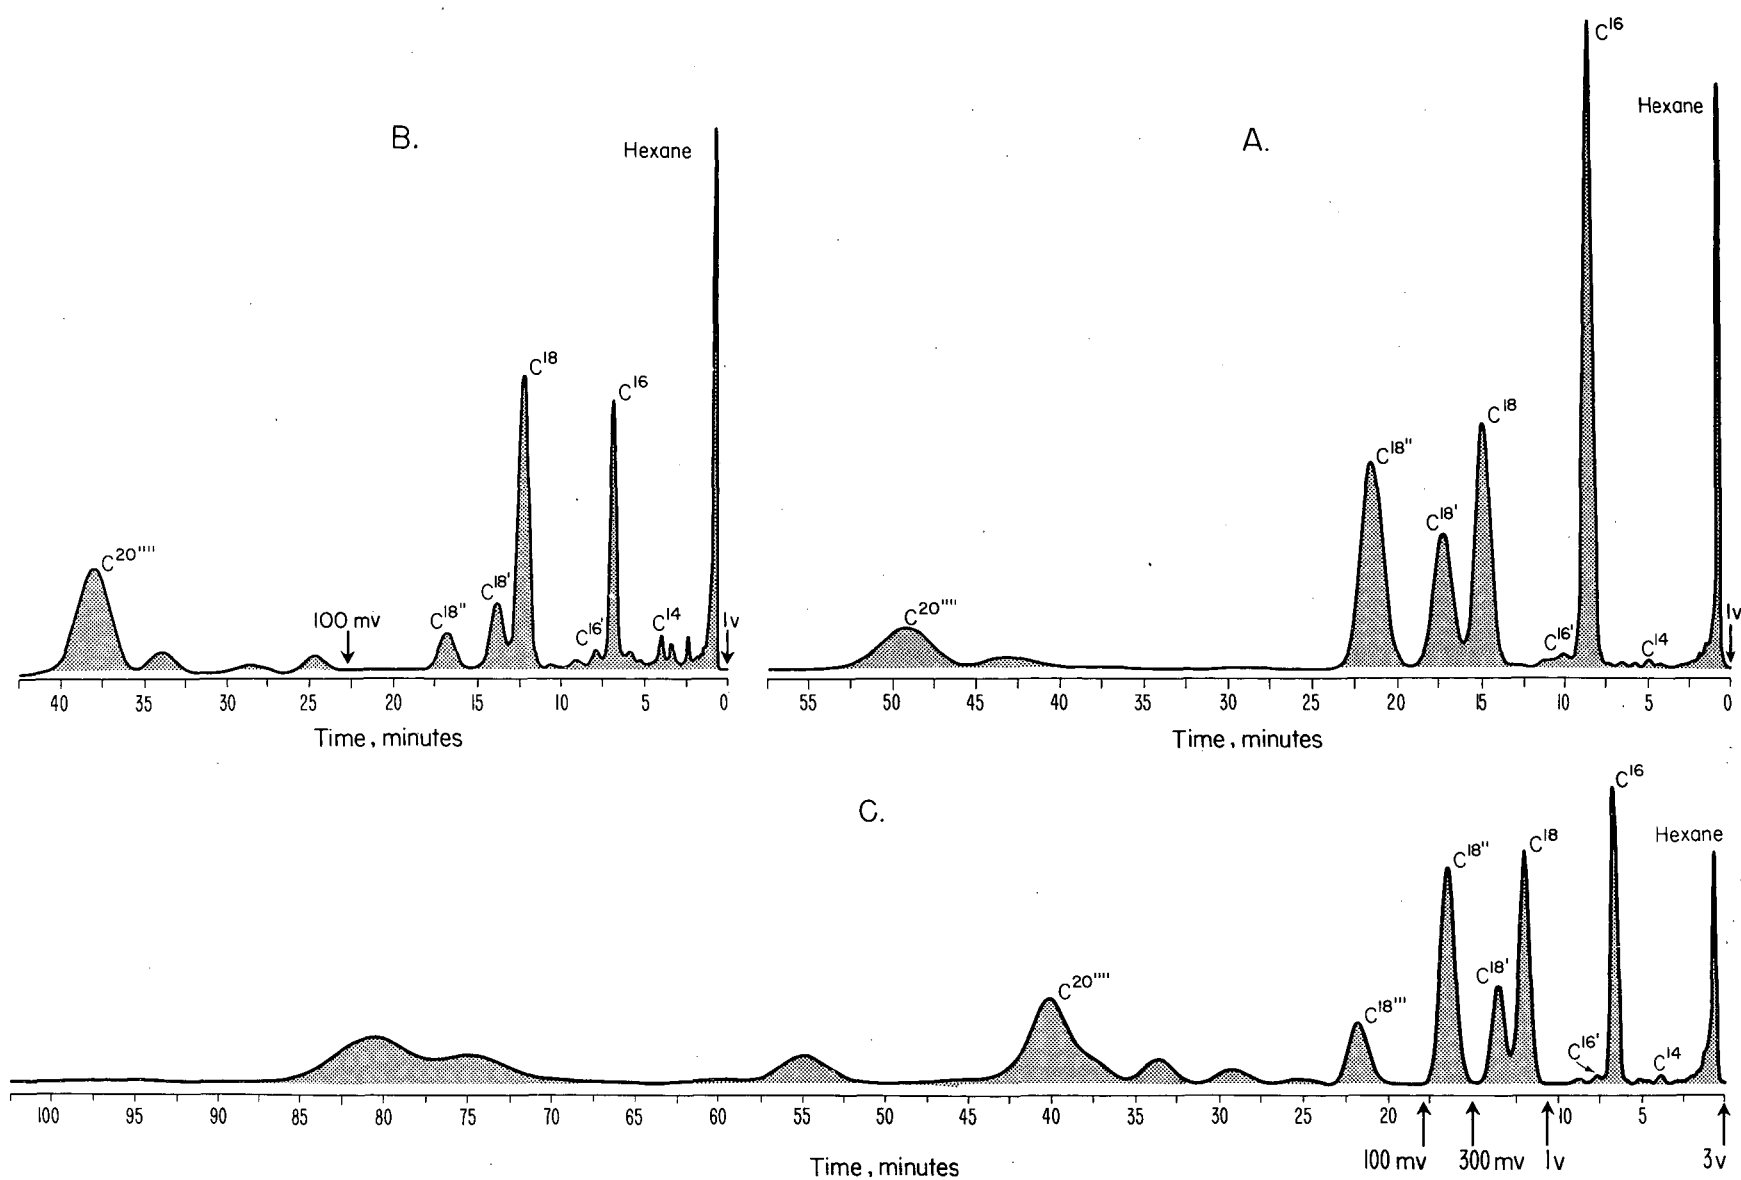 B.
Hexane
C18
C16
C20''''
C18'
C18''
100 mv
C16'
C14
1v
40 35 30 25 20 15 10 5 0
Time, minutes
A.
C16
Hexane
C18
C18''
C18'
C20''''
C16'
C14
1v
55 50 45 40 35 30 25 20 15 10 5 0
Time, minutes
C.
C16
Hexane
C18''
C18
C18'
C20''''
C18'''
C16'
C14
100 95 90 85 80 75 70 65 60 55 50 45 40 35 30 25 20 10 5
100 mv 300 mv 1v 3v
Time, minutes